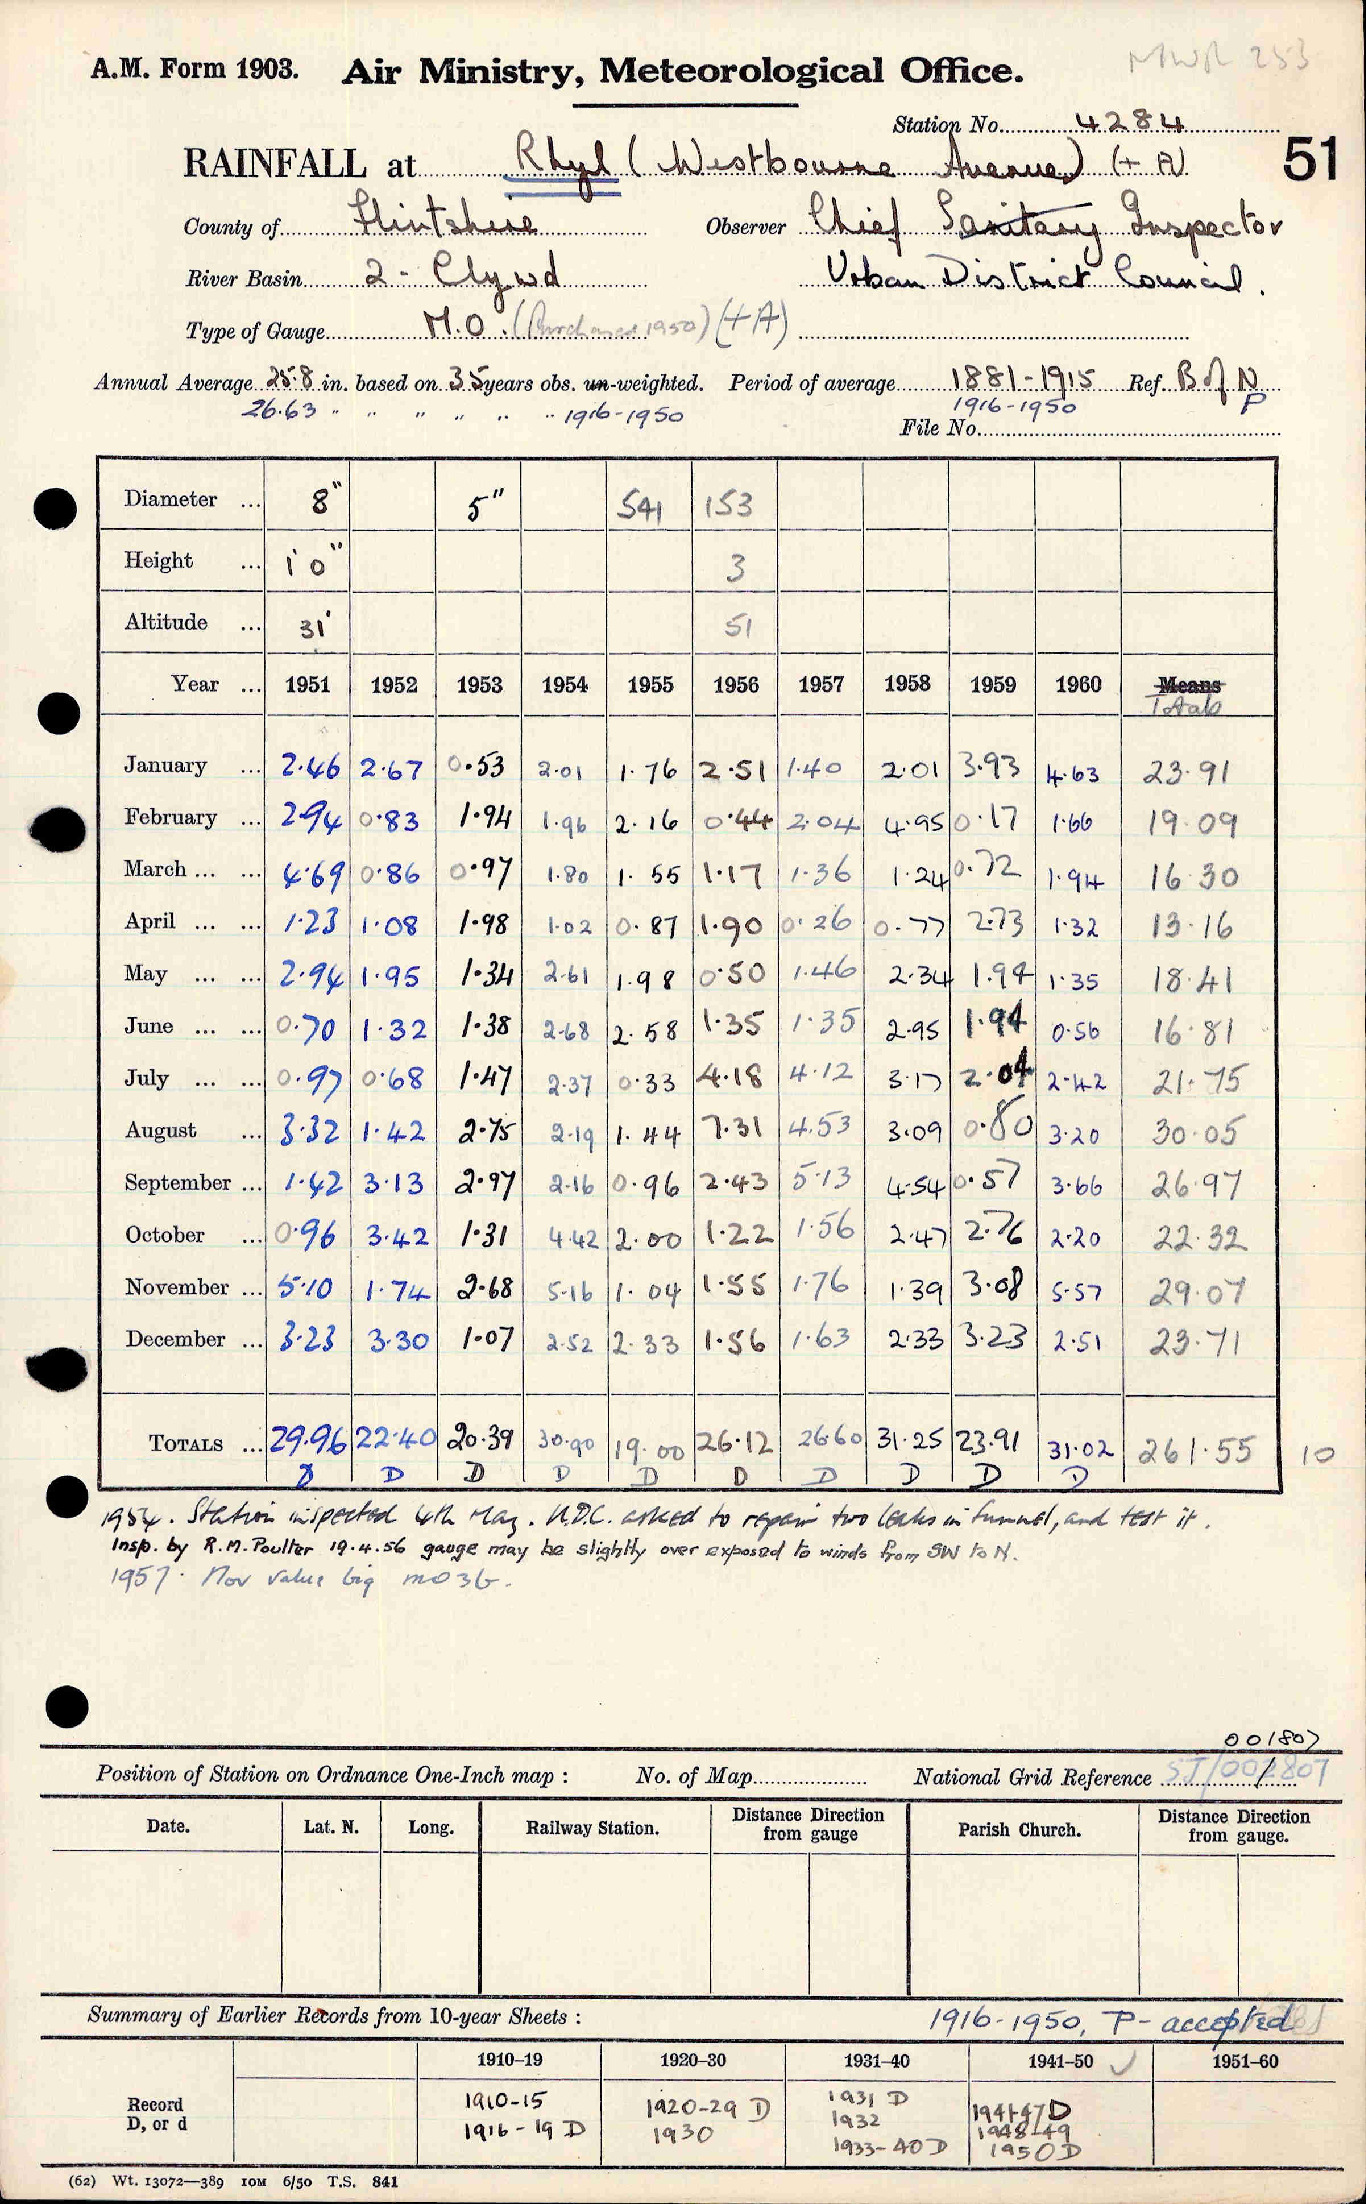 MWR 253
A.M. Form 1903. Air Ministry, Meteorological Office.
Station No. 4284
51
RAINFALL at Rhyl (Westbourne Avenue) (+ A)
County of Flintshire Observer Chief Sanitary Inspector
River Basin 2 - Clywd Urban District Council.
Type of Gauge M.O. (Purchased 1950) (+A)
Annual Average 25.8 in. based on 35 years obs. un-weighted. Period of average 1881-1915 Ref. B of N
26.63 " " " " " " 1916-1950 1916-1950 P
File No.
Diameter ... 8" 5" 541 153
Height ... 1' 0" 3
Altitude ... 31' 51
Year ... 1951 1952 1953 1954 1955 1956 1957 1958 1959 1960 Means
Totals
January ... 2.46 2.67 0.53 2.01 1.76 2.51 1.40 2.01 3.93 4.63 23.91
February ... 2.94 0.83 1.94 1.96 2.16 0.44 2.04 4.95 0.17 1.66 19.09
March ... ... 4.69 0.86 0.97 1.80 1.55 1.17 1.36 1.24 0.72 1.94 16.30
April ... ... 1.23 1.08 1.98 1.02 0.87 1.90 0.26 0.77 2.73 1.32 13.16
May ... ... 2.94 1.95 1.34 2.61 1.98 0.50 1.46 2.34 1.94 1.35 18.41
June ... ... 0.70 1.32 1.38 2.68 2.58 1.35 1.35 2.95 1.94 0.56 16.81
July ... ... 0.97 0.68 1.47 2.37 0.33 4.18 4.12 3.17 2.04 2.42 21.75
August ... 3.32 1.42 2.75 2.19 1.44 7.31 4.53 3.09 0.80 3.20 30.05
September ... 1.42 3.13 2.97 2.16 0.96 2.43 5.13 4.54 0.57 3.66 26.97
October ... 0.96 3.42 1.31 4.42 2.00 1.22 1.56 2.47 2.76 2.20 22.32
November ... 5.10 1.74 2.68 5.16 1.04 1.55 1.76 1.39 3.08 5.57 29.07
December ... 3.23 3.30 1.07 2.52 2.33 1.56 1.63 2.33 3.23 2.51 23.71
TOTALS ... 29.96 22.40 20.39 30.90 19.00 26.12 26.60 31.25 23.91 31.02 261.55 10
D D D D D D D D D D
1954. Station inspected 4th May. U.D.C. asked to repair two leaks in funnel, and test it.
Insp. by R.M. Poulter 19.4.56 gauge may be slightly over exposed to winds from SW to N.
1957. Nov value big MO3b.
001807
Position of Station on Ordnance One-Inch map : No. of Map National Grid Reference SJ/002807
Date. Lat. N. Long. Railway Station. Distance Direction from gauge Parish Church. Distance Direction from gauge.
Summary of Earlier Records from 10-year Sheets : 1916-1950, P - accepted
1910–19 1920–30 1931–40 1941–50 ✓ 1951–60
Record D, or d
1910-15 1920-29 D 1931 D 1941-47 D
1916-19 D 1930 1932 1948-49
1933-40 D 1950 D
(62) Wt. 13072—389 IOM 6/50 T.S. 841